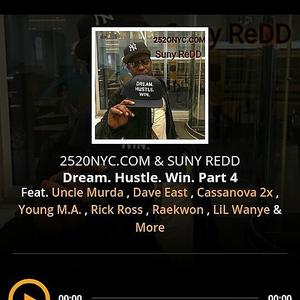 2520NYC.COM
Suny ReDD
ny ReDD
DREAM.
HUSTLE.
WIN.
2520NYC.COM & SUNY REDD
Dream. Hustle. Win. Part 4
Feat. Uncle Murda , Dave East , Cassanova 2x ,
Young M.A. , Rick Ross , Raekwon , LiL Wanye &
More
00:00
00:00